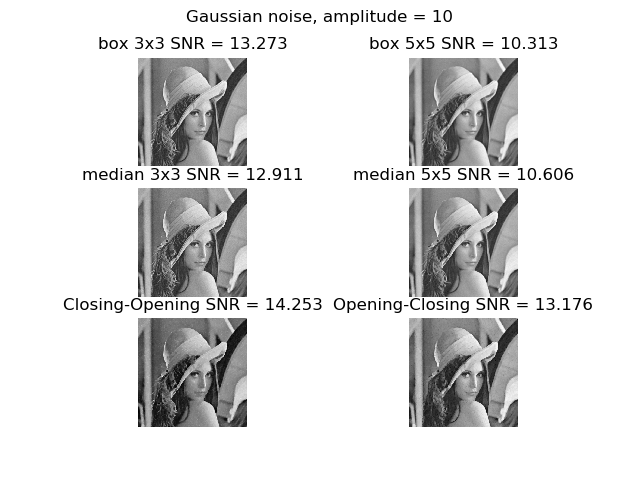 Gaussian noise, amplitude = 10
box 3x3 SNR = 13.273
box 5x5 SNR = 10.313
median 3x3 SNR = 12.911
median 5x5 SNR = 10.606
Closing-Opening SNR = 14.253
Opening-Closing SNR = 13.176